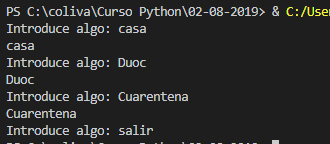 PS C:\coliva\Curso Python\02-08-2019> & C:/User
Introduce algo: casa
casa
Introduce algo: Duoc
Duoc
Introduce algo: Cuarentena
Cuarentena
Introduce algo: salir